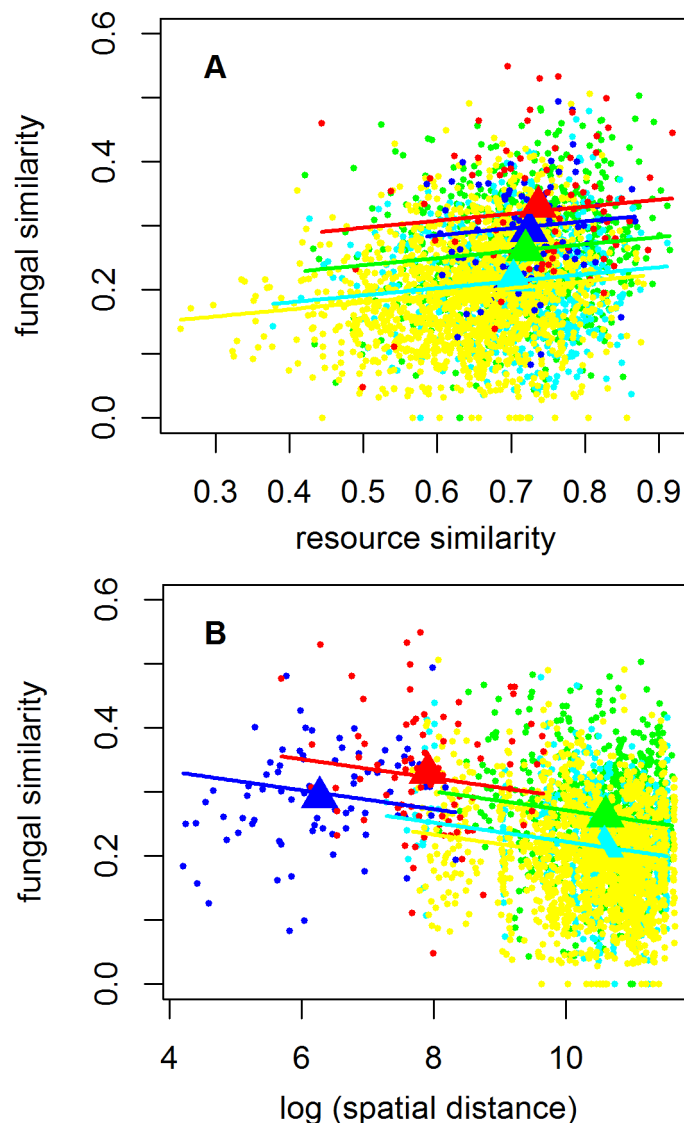 A
fungal similarity
0.6
0.4
0.2
0.0
0.3 0.4 0.5 0.6 0.7 0.8 0.9
resource similarity
B
fungal similarity
0.6
0.4
0.2
0.0
4 6 8 10
log (spatial distance)